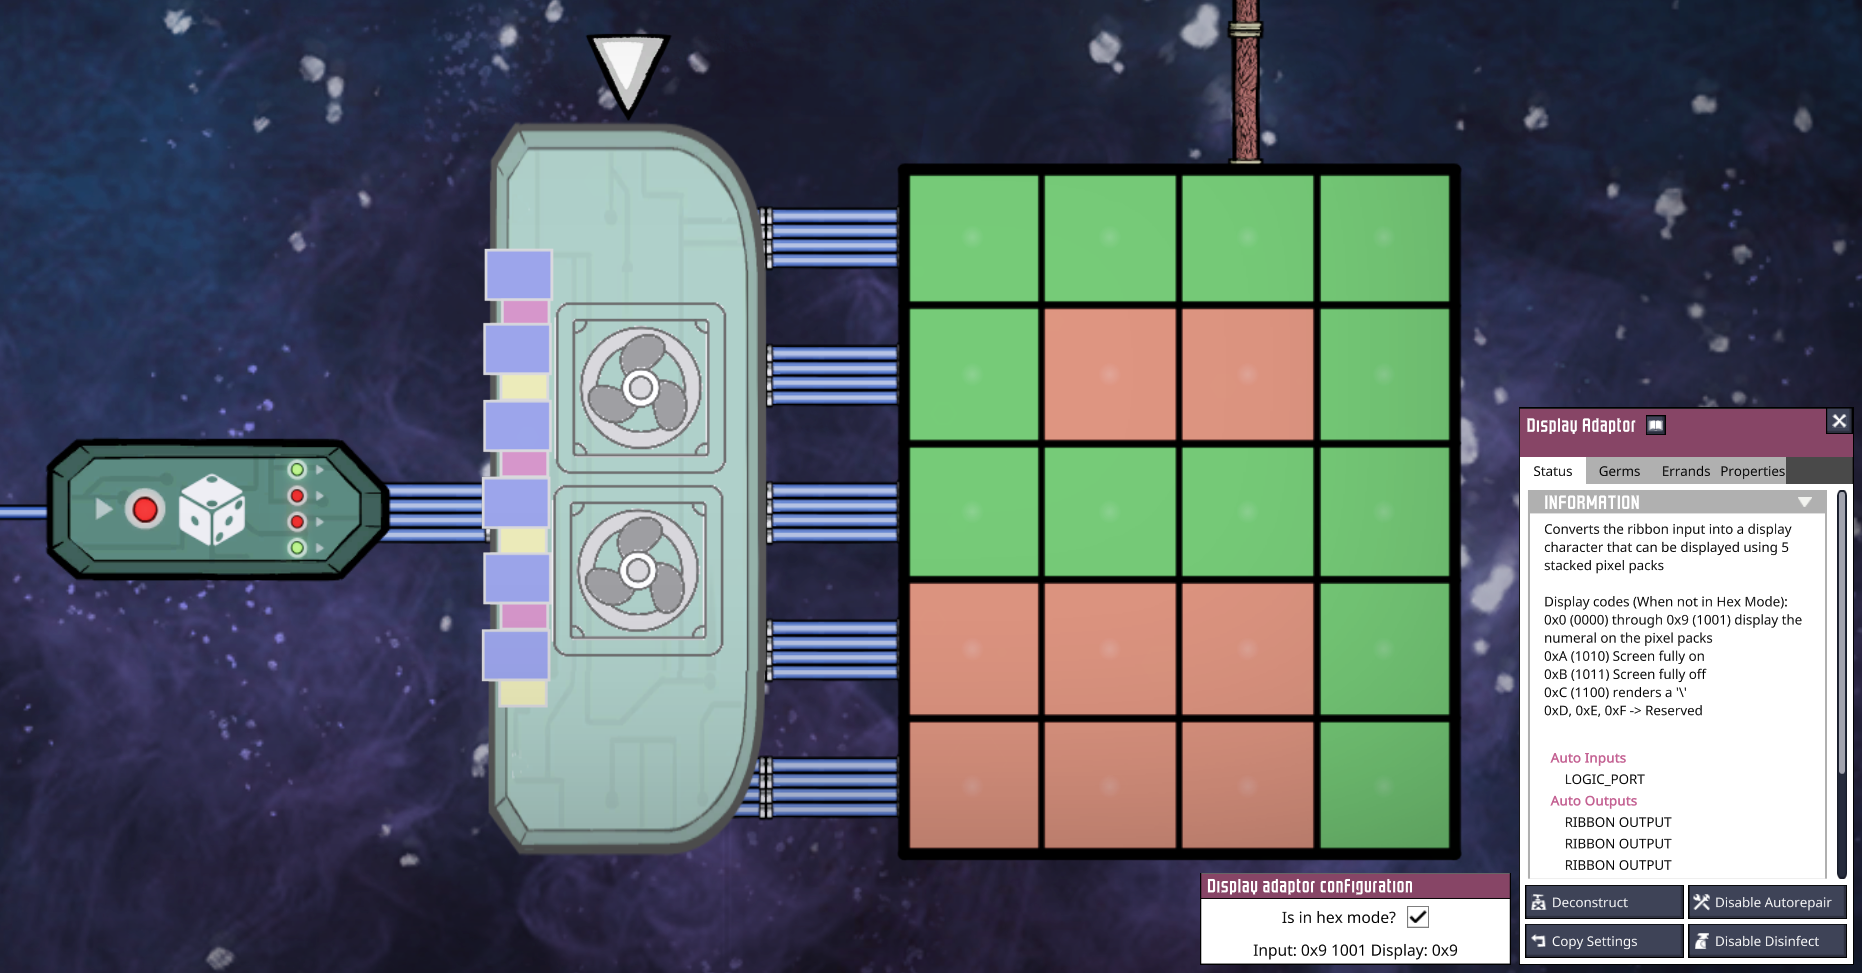 Display Adaptor
Status Germs Errands Properties
INFORMATION
Converts the ribbon input into a display
character that can be displayed using 5
stacked pixel packs
Display codes (When not in Hex Mode):
0x0 (0000) through 0x9 (1001) display the
numeral on the pixel packs
0xA (1010) Screen fully on
0xB (1011) Screen fully off
0xC (1100) renders a '\'
0xD, 0xE, 0xF -> Reserved
Auto Inputs
LOGIC_PORT
Auto Outputs
RIBBON OUTPUT
RIBBON OUTPUT
RIBBON OUTPUT
Deconstruct Disable Autorepair
Copy Settings Disable Disinfect
Display adaptor configuration
Is in hex mode?
Input: 0x9 1001 Display: 0x9